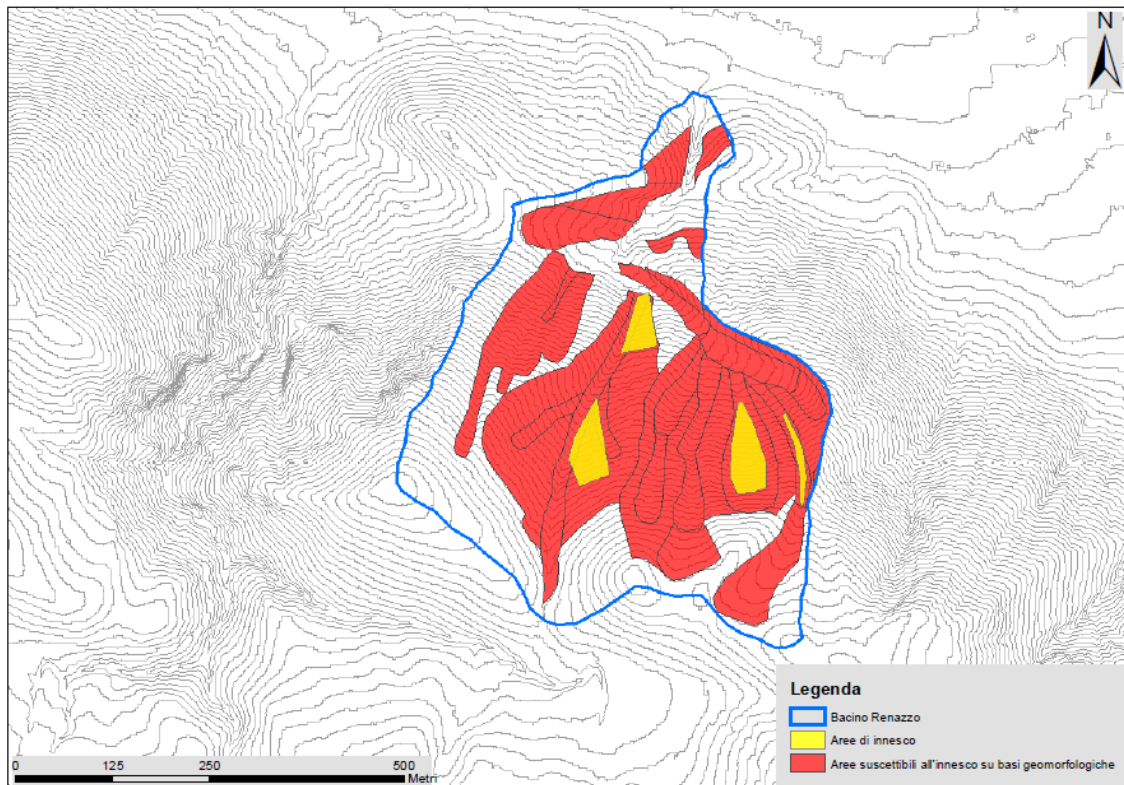 N
Legenda
Bacino Renazzo
Aree di innesco
Aree suscettibili all'innesco su basi geomorfologiche
0 125 250 500
Metri